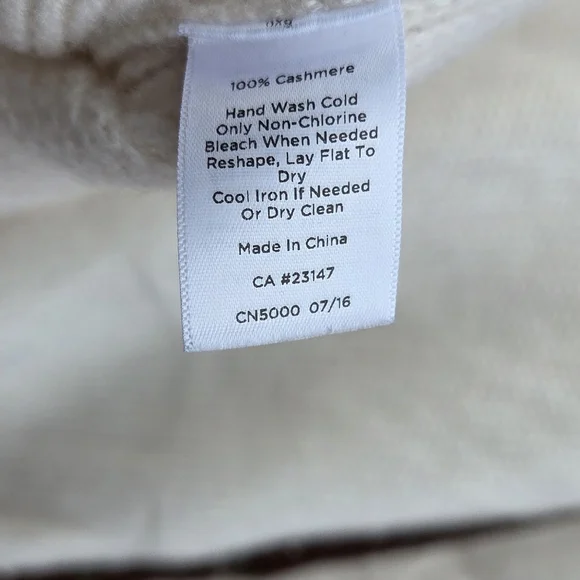 100% Cashmere
Hand Wash Cold
Only Non-Chlorine
Bleach When Needed
Reshape, Lay Flat To
Dry
Cool Iron If Needed
Or Dry Clean
Made In China
CA #23147
CN5000 07/16